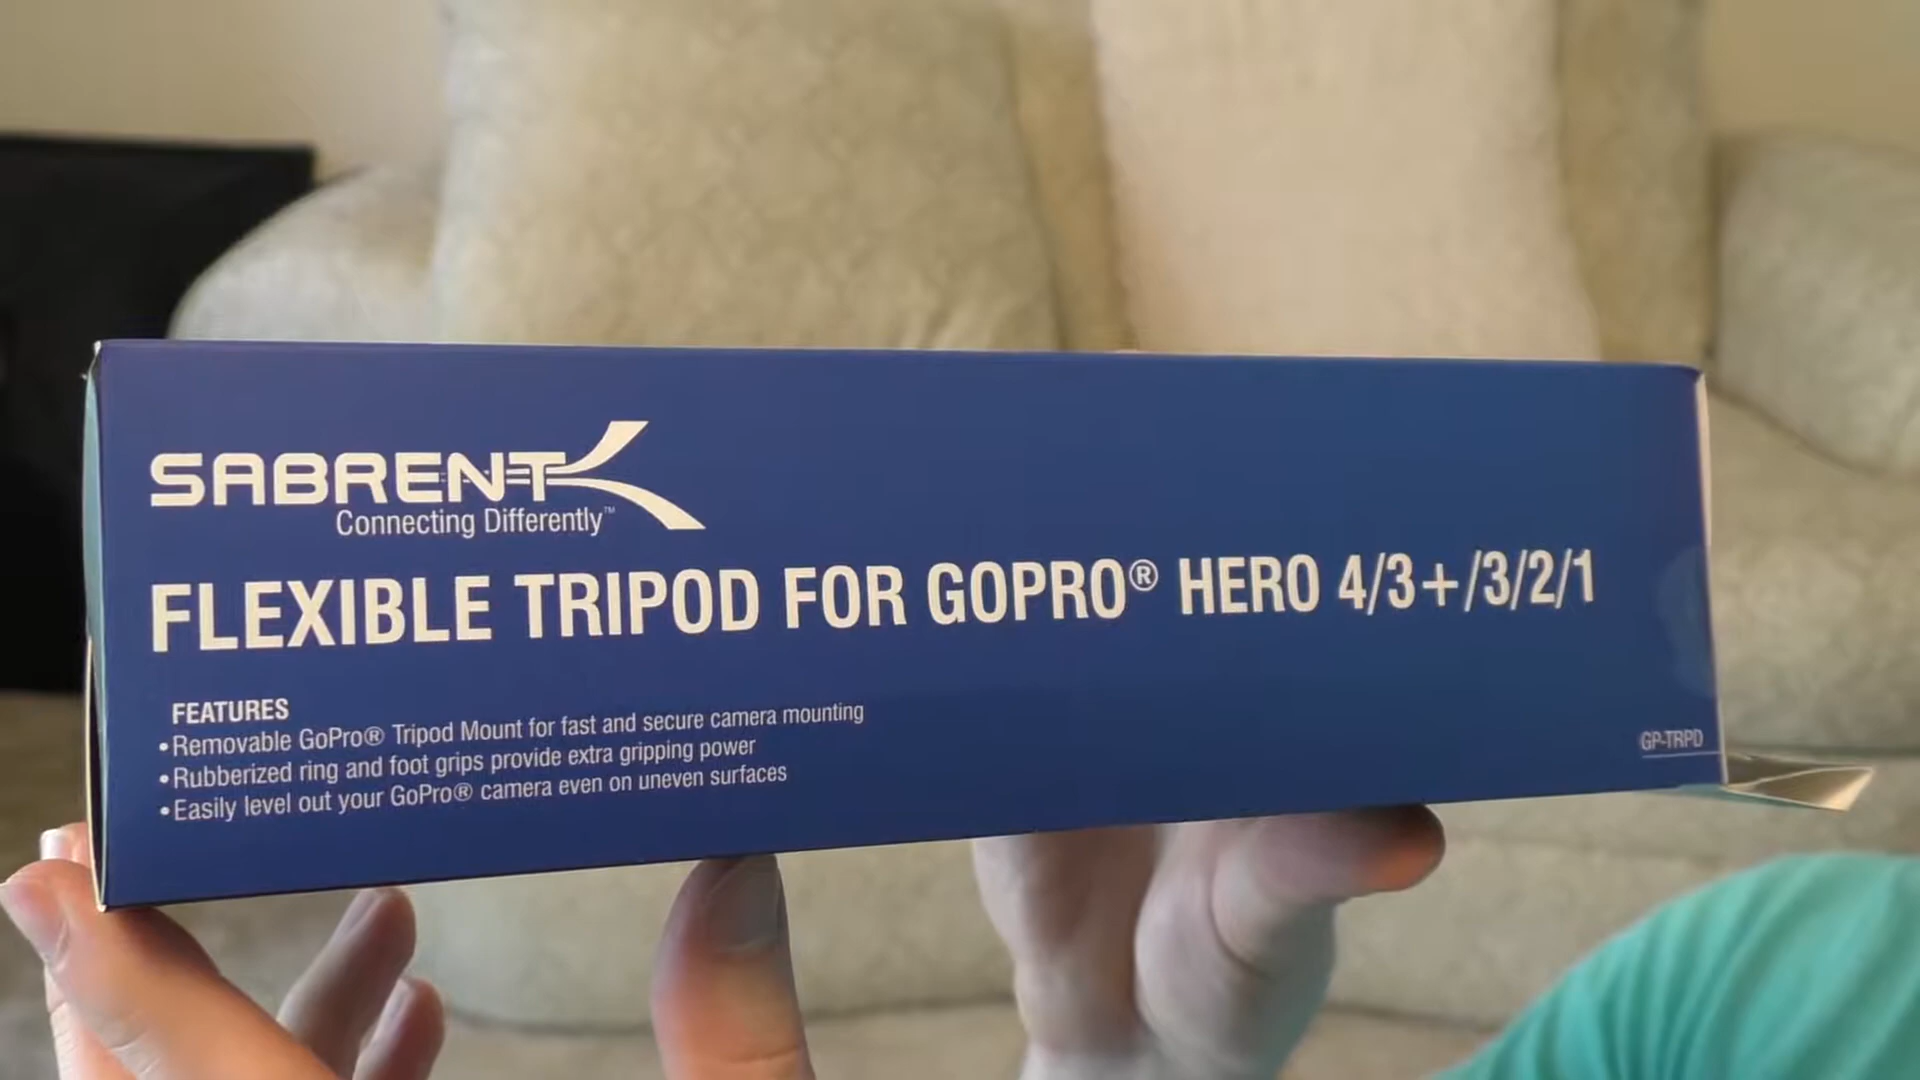 SABRENT
Connecting Differently™
FLEXIBLE TRIPOD FOR GOPRO® HERO 4/3+/3/2/1
FEATURES
•Removable GoPro® Tripod Mount for fast and secure camera mounting
•Rubberized ring and foot grips provide extra gripping power
•Easily level out your GoPro® camera even on uneven surfaces
GP-TRPD